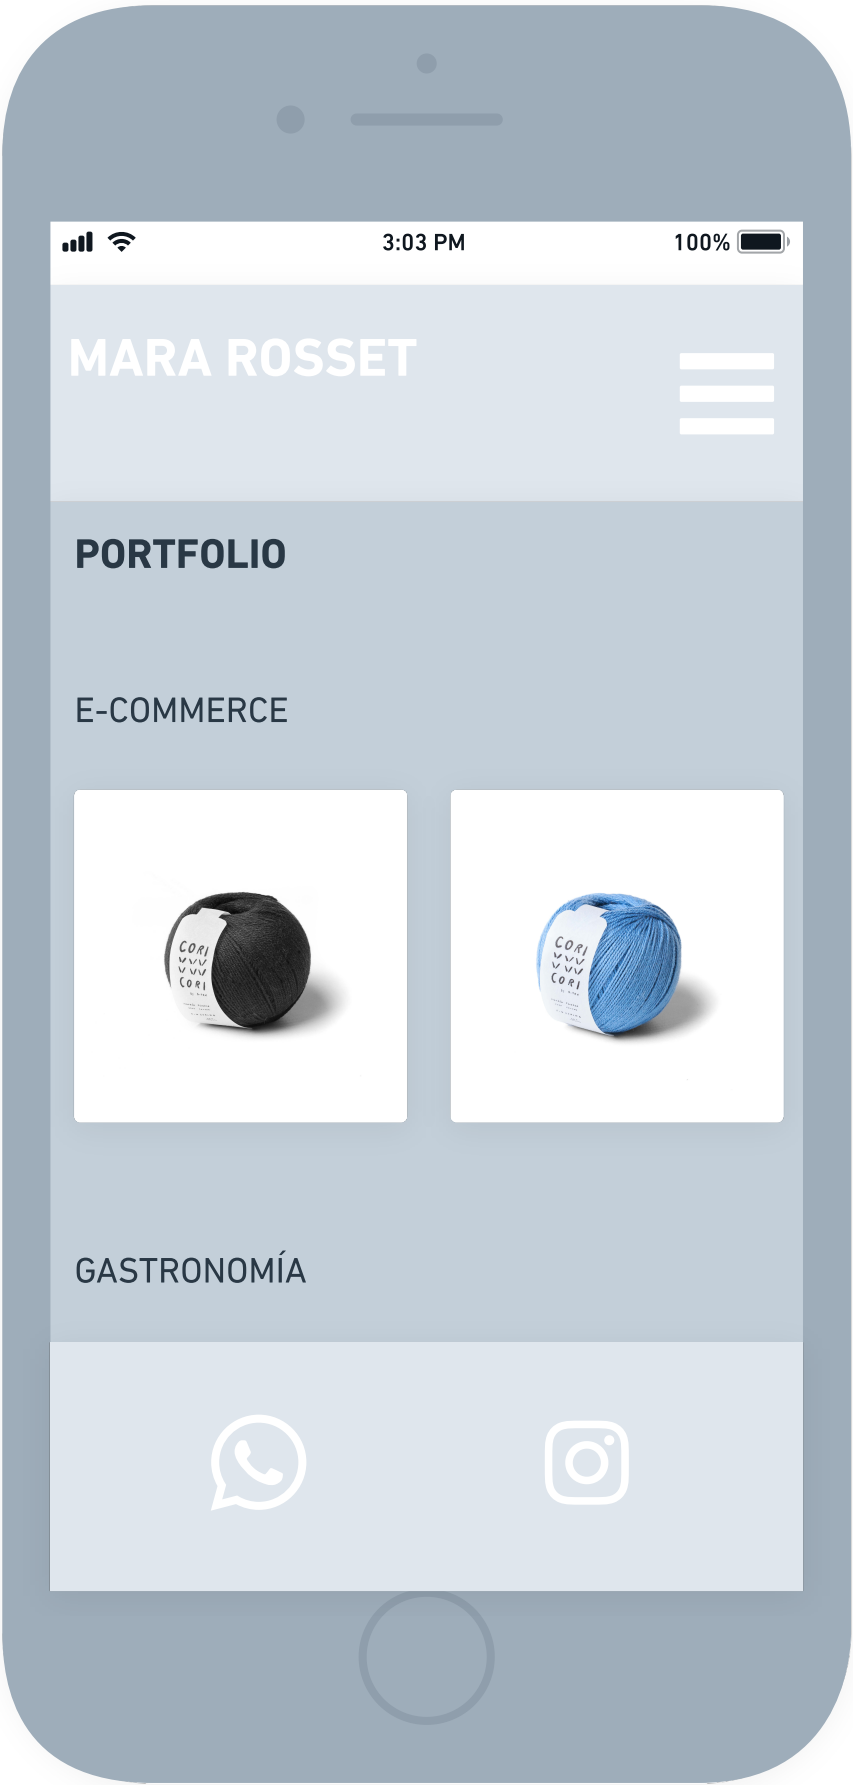 3:03 PM 100%
MARA ROSSET
PORTFOLIO
E-COMMERCE
CORI
CORI
CORI
CORI
GASTRONOMÍA